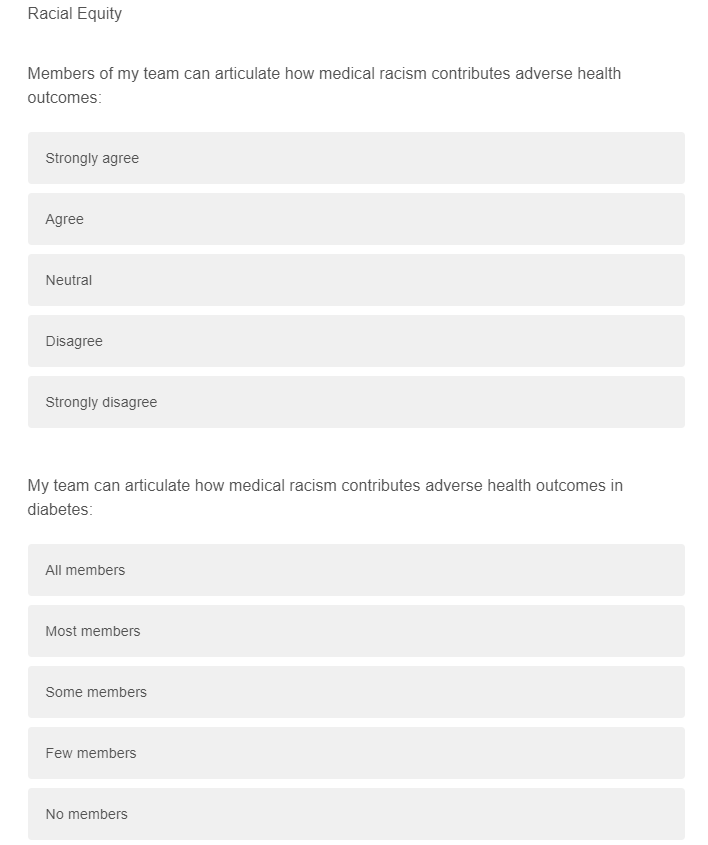 Racial Equity
Members of my team can articulate how medical racism contributes adverse health
outcomes:
Strongly agree
Agree
Neutral
Disagree
Strongly disagree
My team can articulate how medical racism contributes adverse health outcomes in
diabetes:
All members
Most members
Some members
Few members
No members